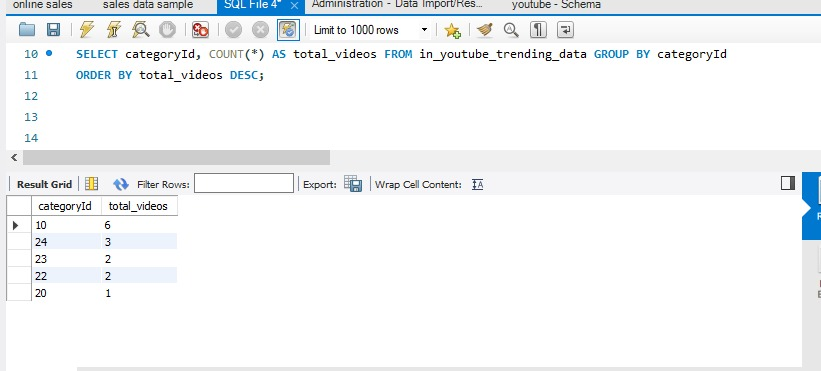 online sales sales data sample SQL File 4* × Administration - Data Import/Res... youtube - Schema
Limit to 1000 rows
10 SELECT categoryId, COUNT(*) AS total_videos FROM in_youtube_trending_data GROUP BY categoryId
11 ORDER BY total_videos DESC;
12
13
14
Result Grid Filter Rows: Export: Wrap Cell Content:
categoryId total_videos
10 6
24 3
23 2
22 2
20 1